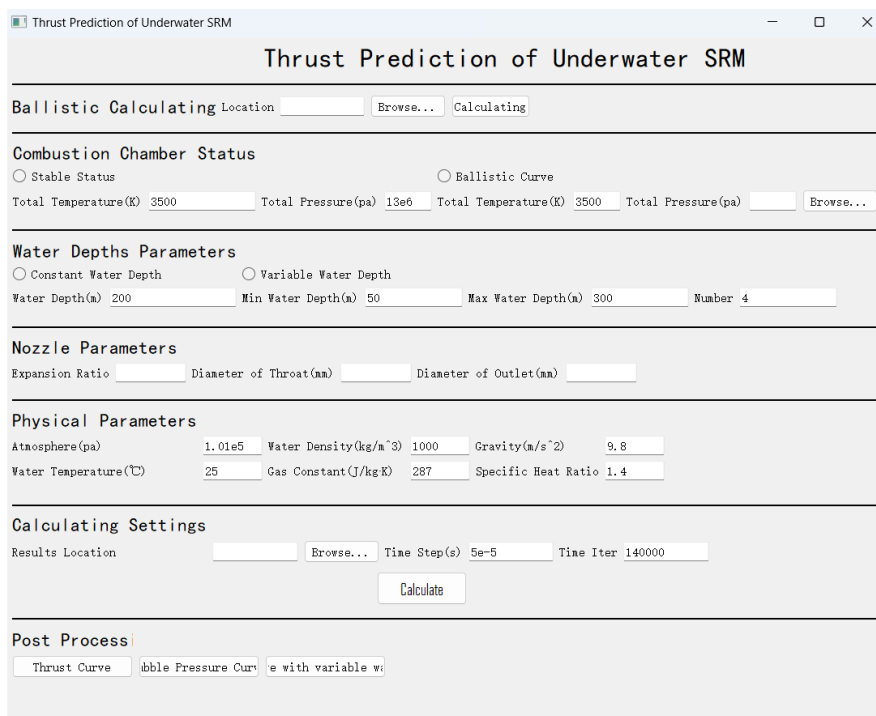 Thrust Prediction of Underwater SRM
Thrust Prediction of Underwater SRM
Ballistic Calculating Location Browse... Calculating
Combustion Chamber Status
Stable Status Ballistic Curve
Total Temperature(K) 3500 Total Pressure(pa) 13e6 Total Temperature(K) 3500 Total Pressure(pa) Browse...
Water Depths Parameters
Constant Water Depth Variable Water Depth
Water Depth(m) 200 Min Water Depth(m) 50 Max Water Depth(m) 300 Number 4
Nozzle Parameters
Expansion Ratio Diameter of Throat(mm) Diameter of Outlet(mm)
Physical Parameters
Atmosphere(pa) 1.01e5 Water Density(kg/m^3) 1000 Gravity(m/s^2) 9.8
Water Temperature(℃) 25 Gas Constant(J/kg·K) 287 Specific Heat Ratio 1.4
Calculating Settings
Results Location Browse... Time Step(s) 5e-5 Time Iter 140000
Calculate
Post Process
Thrust Curve bble Pressure Cur e with variable w